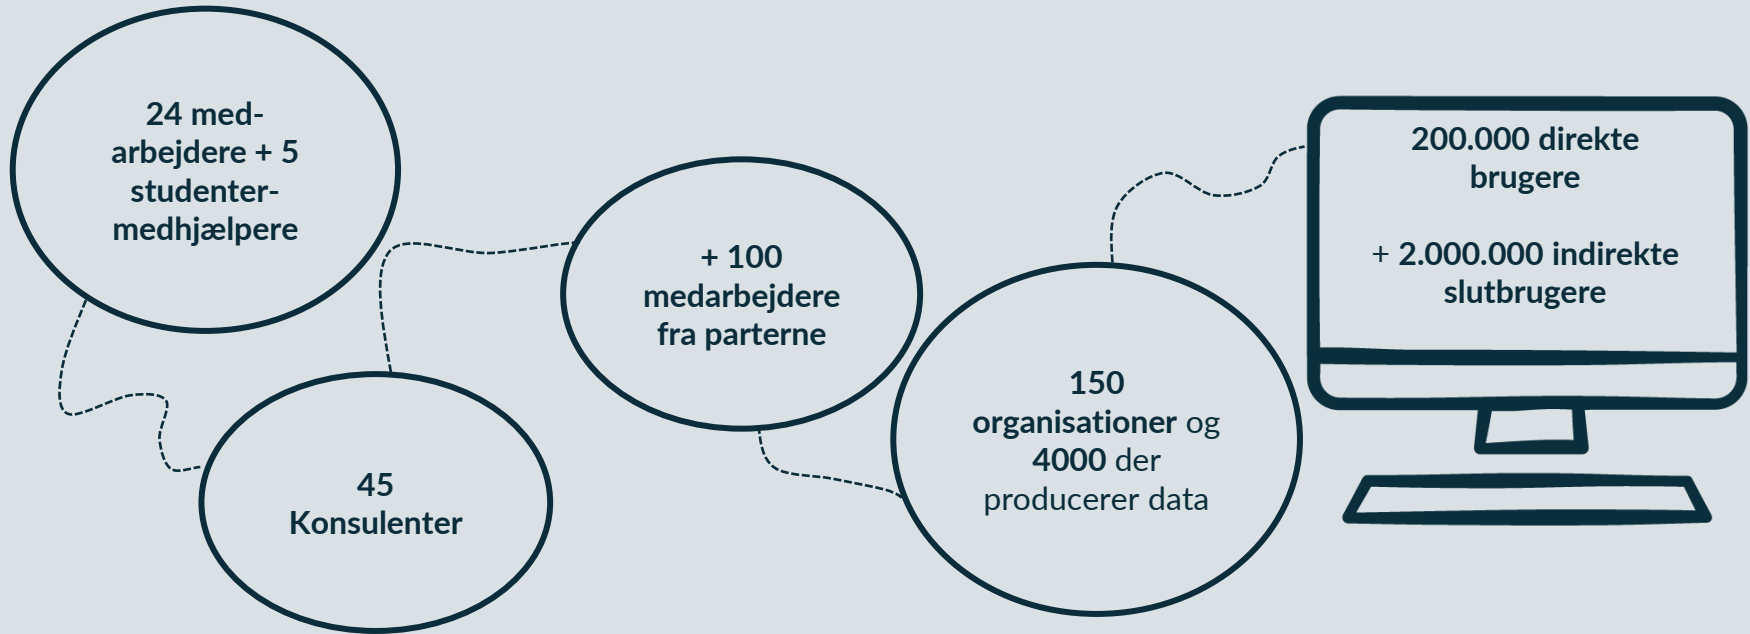 24 med-
arbejdere + 5
studenter-
medhjælpere
45
Konsulenter
+ 100
medarbejdere
fra parterne
150
organisationer og
4000 der
producerer data
200.000 direkte
brugere
+ 2.000.000 indirekte
slutbrugere